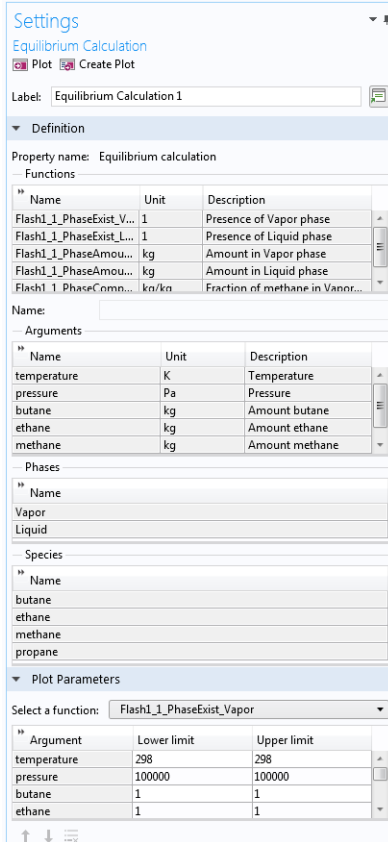 Settings
Equilibrium Calculation
Plot Create Plot
Label: Equilibrium Calculation 1
Definition
Property name: Equilibrium calculation
Functions
Name Unit Description
Flash1_1_PhaseExist_V... 1 Presence of Vapor phase
Flash1_1_PhaseExist_L... 1 Presence of Liquid phase
Flash1_1_PhaseAmou... kg Amount in Vapor phase
Flash1_1_PhaseAmou... kg Amount in Liquid phase
Flash1_1_PhaseComp... kg/kg Fraction of methane in Vapor...
Name:
Arguments
Name Unit Description
temperature K Temperature
pressure Pa Pressure
butane kg Amount butane
ethane kg Amount ethane
methane kg Amount methane
Phases
Name
Vapor
Liquid
Species
Name
butane
ethane
methane
propane
Plot Parameters
Select a function: Flash1_1_PhaseExist_Vapor
Argument Lower limit Upper limit
temperature 298 298
pressure 100000 100000
butane 1 1
ethane 1 1